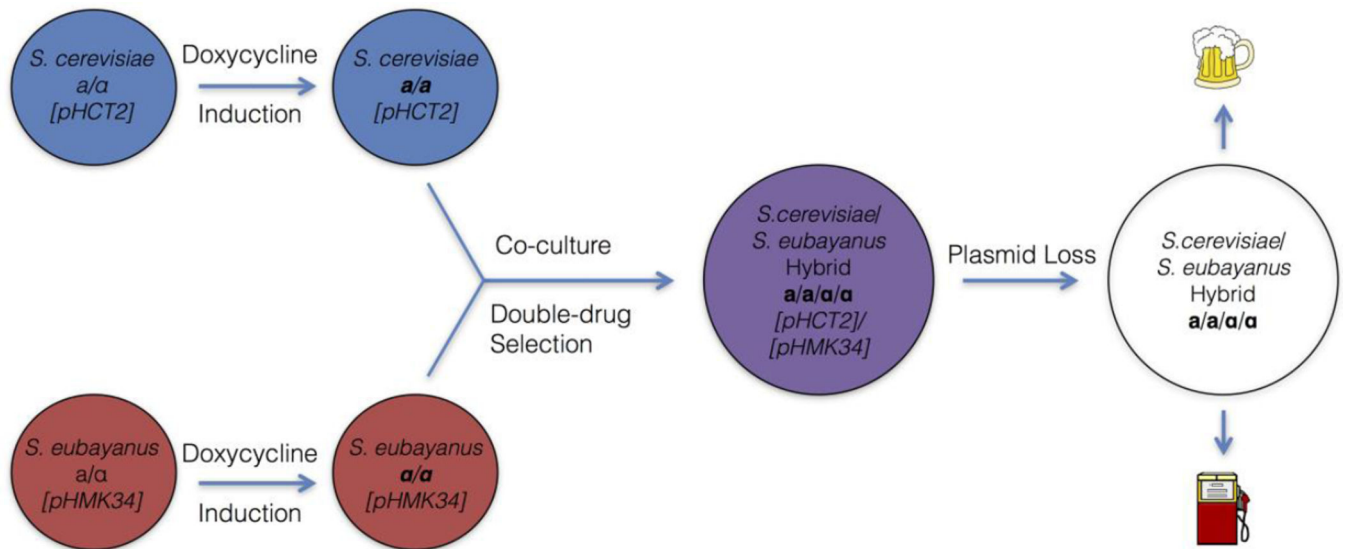 S. cerevisiae
a/ɑ
[pHCT2]
Doxycycline
Induction
S. cerevisiae
a/a
[pHCT2]
S. eubayanus
a/ɑ
[pHMK34]
Doxycycline
Induction
S. eubayanus
ɑ/ɑ
[pHMK34]
Co-culture
Double-drug
Selection
S.cerevisiae/
S. eubayanus
Hybrid
a/a/ɑ/ɑ
[pHCT2]/
[pHMK34]
Plasmid Loss
S.cerevisiae/
S. eubayanus
Hybrid
a/a/ɑ/ɑ